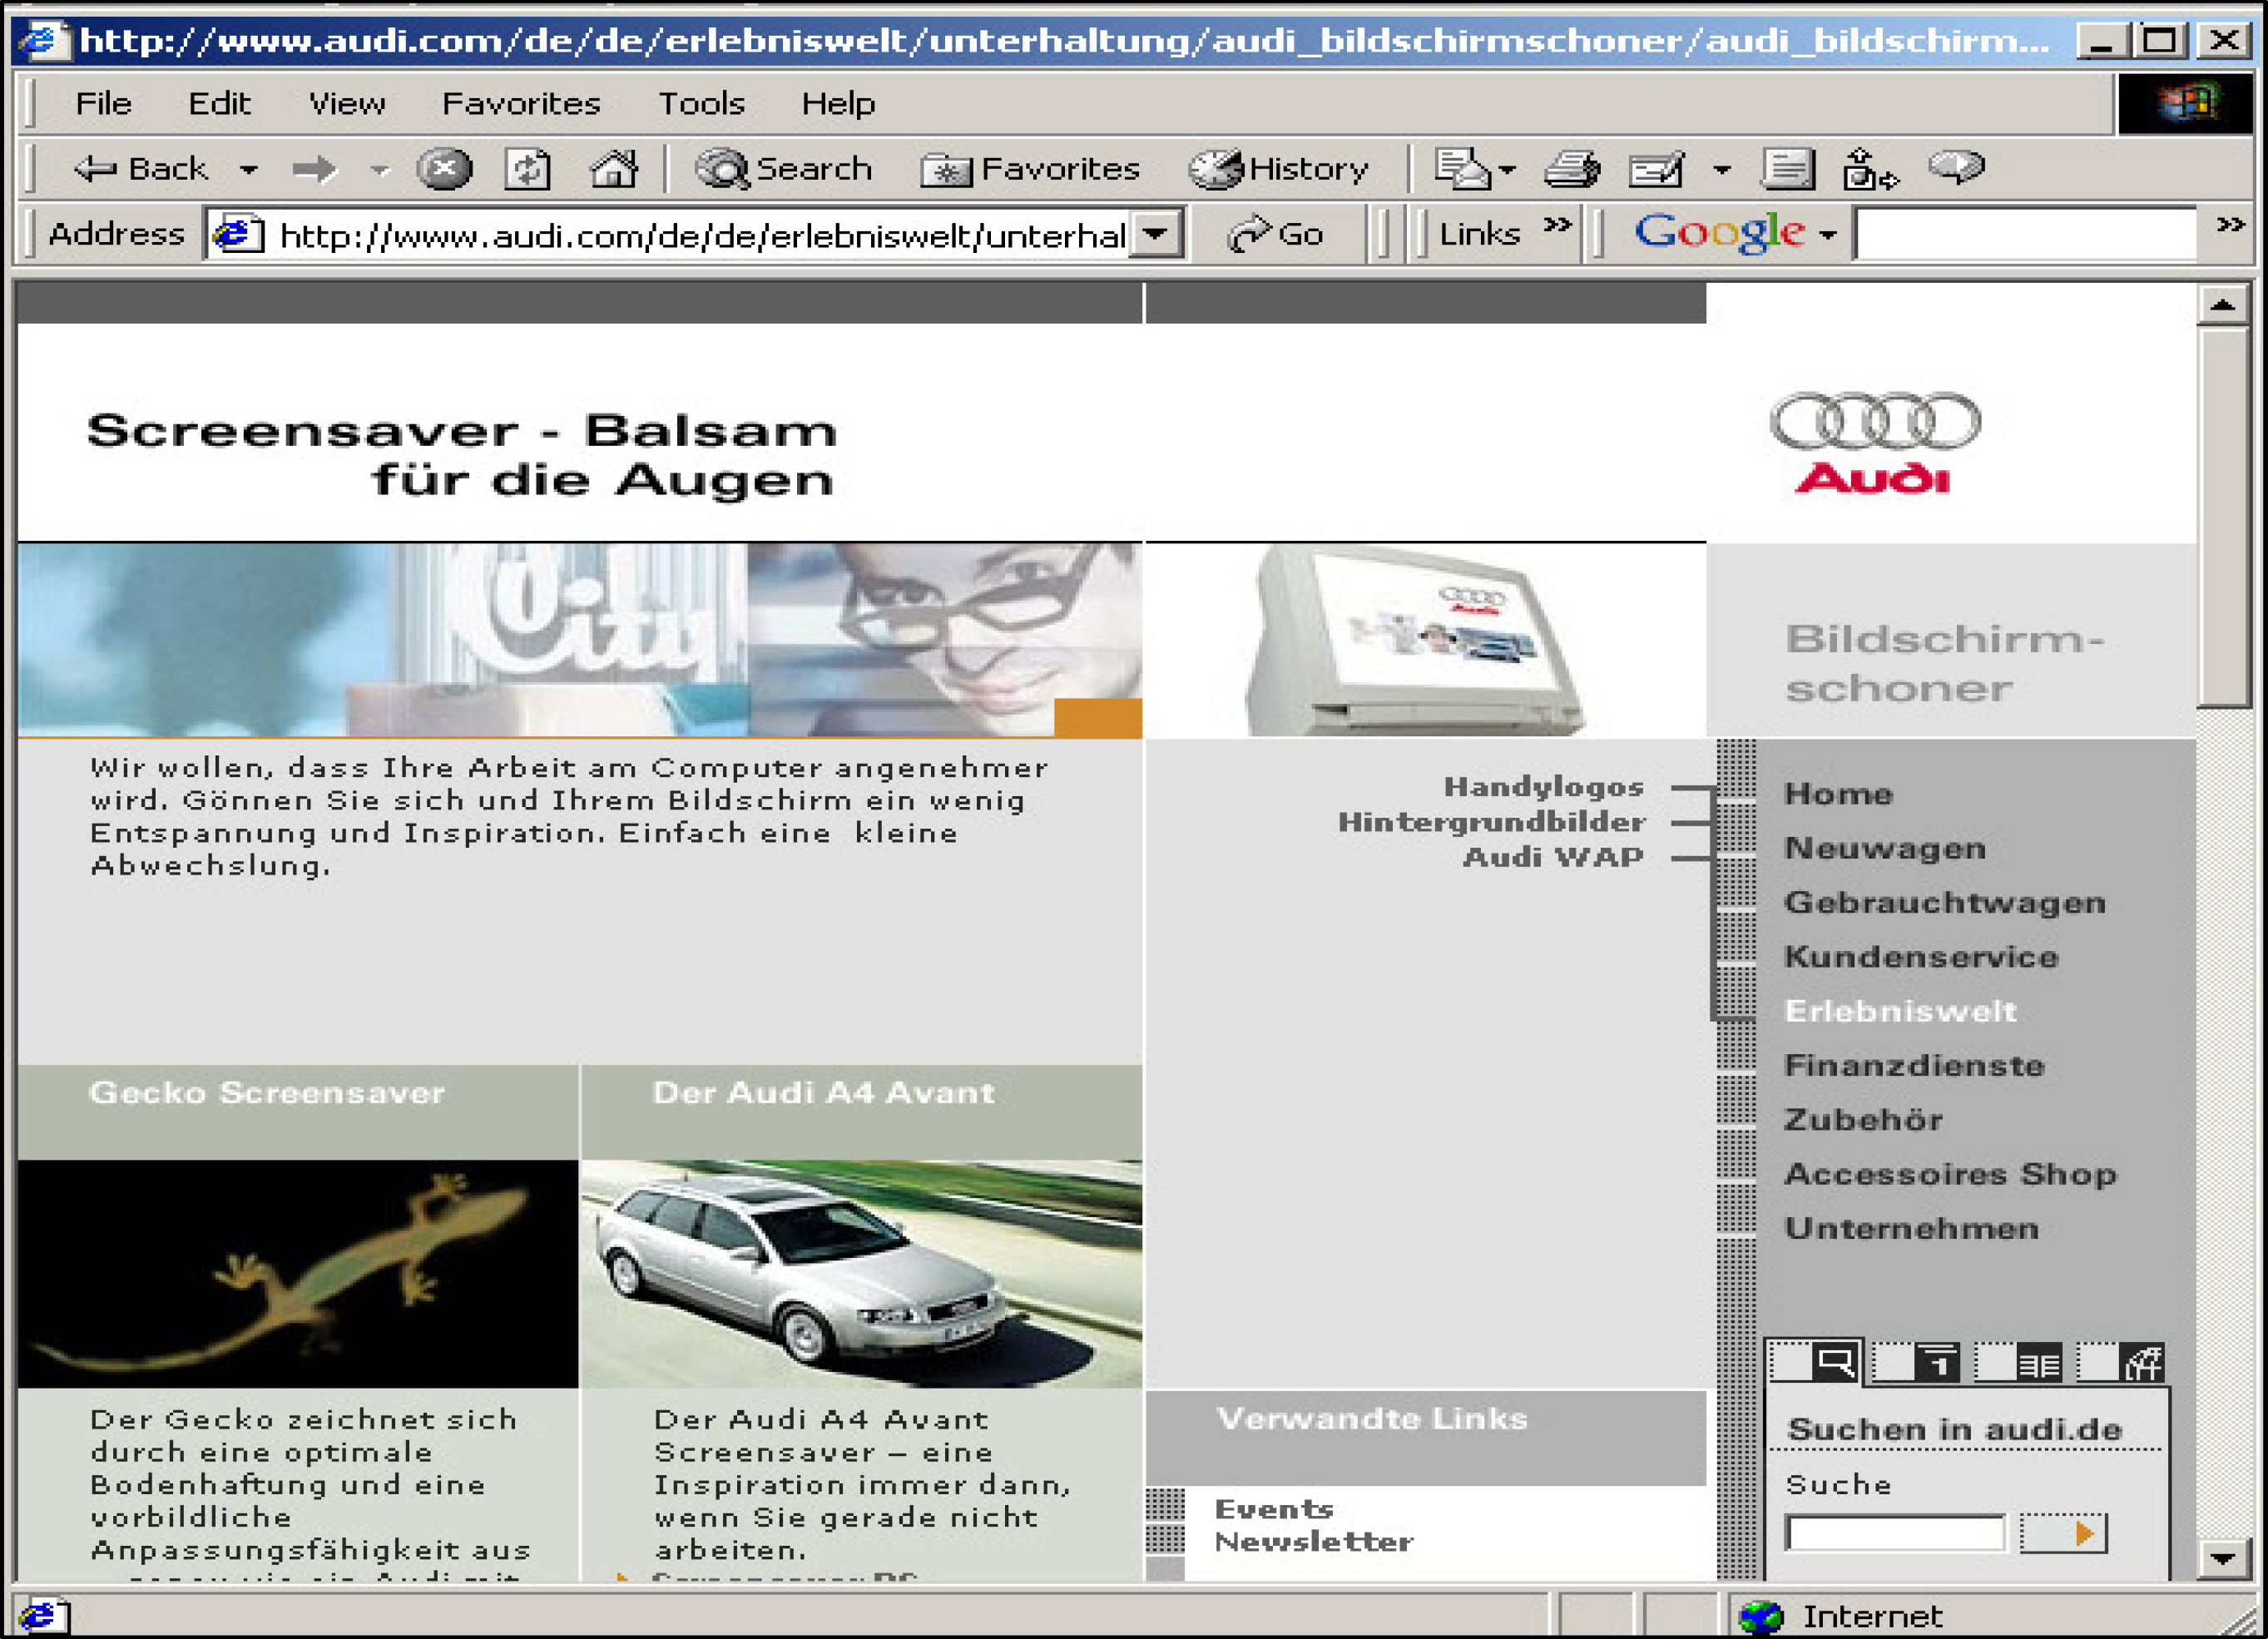 http://www.audi.com/de/de/erlebniswelt/unterhaltung/audi_bildschirmschoner/audi_bildschirm...
File Edit View Favorites Tools Help
Back Search Favorites History
Address http://www.audi.com/de/de/erlebniswelt/unterhal Go Links » Google »
Screensaver - Balsam
für die Augen
Audi
City
Audi
Bildschirm-
schoner
Wir wollen, dass Ihre Arbeit am Computer angenehmer
wird. Gönnen Sie sich und Ihrem Bildschirm ein wenig
Entspannung und Inspiration. Einfach eine kleine
Abwechslung.
Handylogos
Hintergrundbilder
Audi WAP
Home
Neuwagen
Gebrauchtwagen
Kundenservice
Erlebniswelt
Finanzdienste
Zubehör
Accessoires Shop
Unternehmen
Gecko Screensaver
Der Gecko zeichnet sich
durch eine optimale
Bodenhaftung und eine
vorbildliche
Anpassungsfähigkeit aus
Der Audi A4 Avant
Der Audi A4 Avant
Screensaver – eine
Inspiration immer dann,
wenn Sie gerade nicht
arbeiten.
Verwandte Links
Events
Newsletter
1
Suchen in audi.de
Suche
Internet